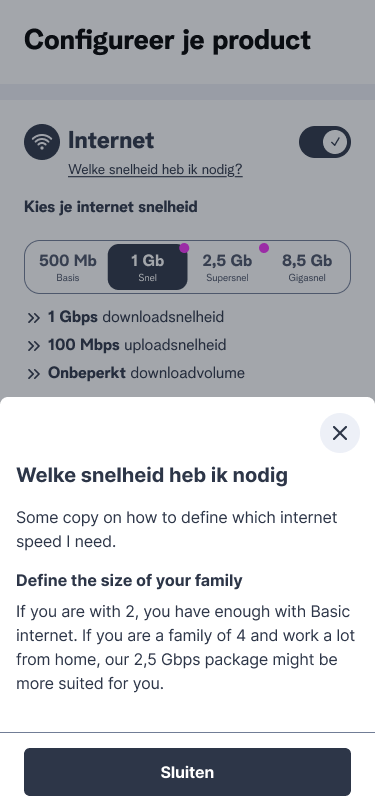 Configureer je product
Internet
Welke snelheid heb ik nodig?
Kies je internet snelheid
500 Mb 1 Gb 2,5 Gb 8,5 Gb
Basis Snel Supersnel Gigasnel
1 Gbps downloadsnelheid
100 Mbps uploadsnelheid
Onbeperkt downloadvolume
Welke snelheid heb ik nodig
Some copy on how to define which internet
speed I need.
Define the size of your family
If you are with 2, you have enough with Basic
internet. If you are a family of 4 and work a lot
from home, our 2,5 Gbps package might be
more suited for you.
Sluiten